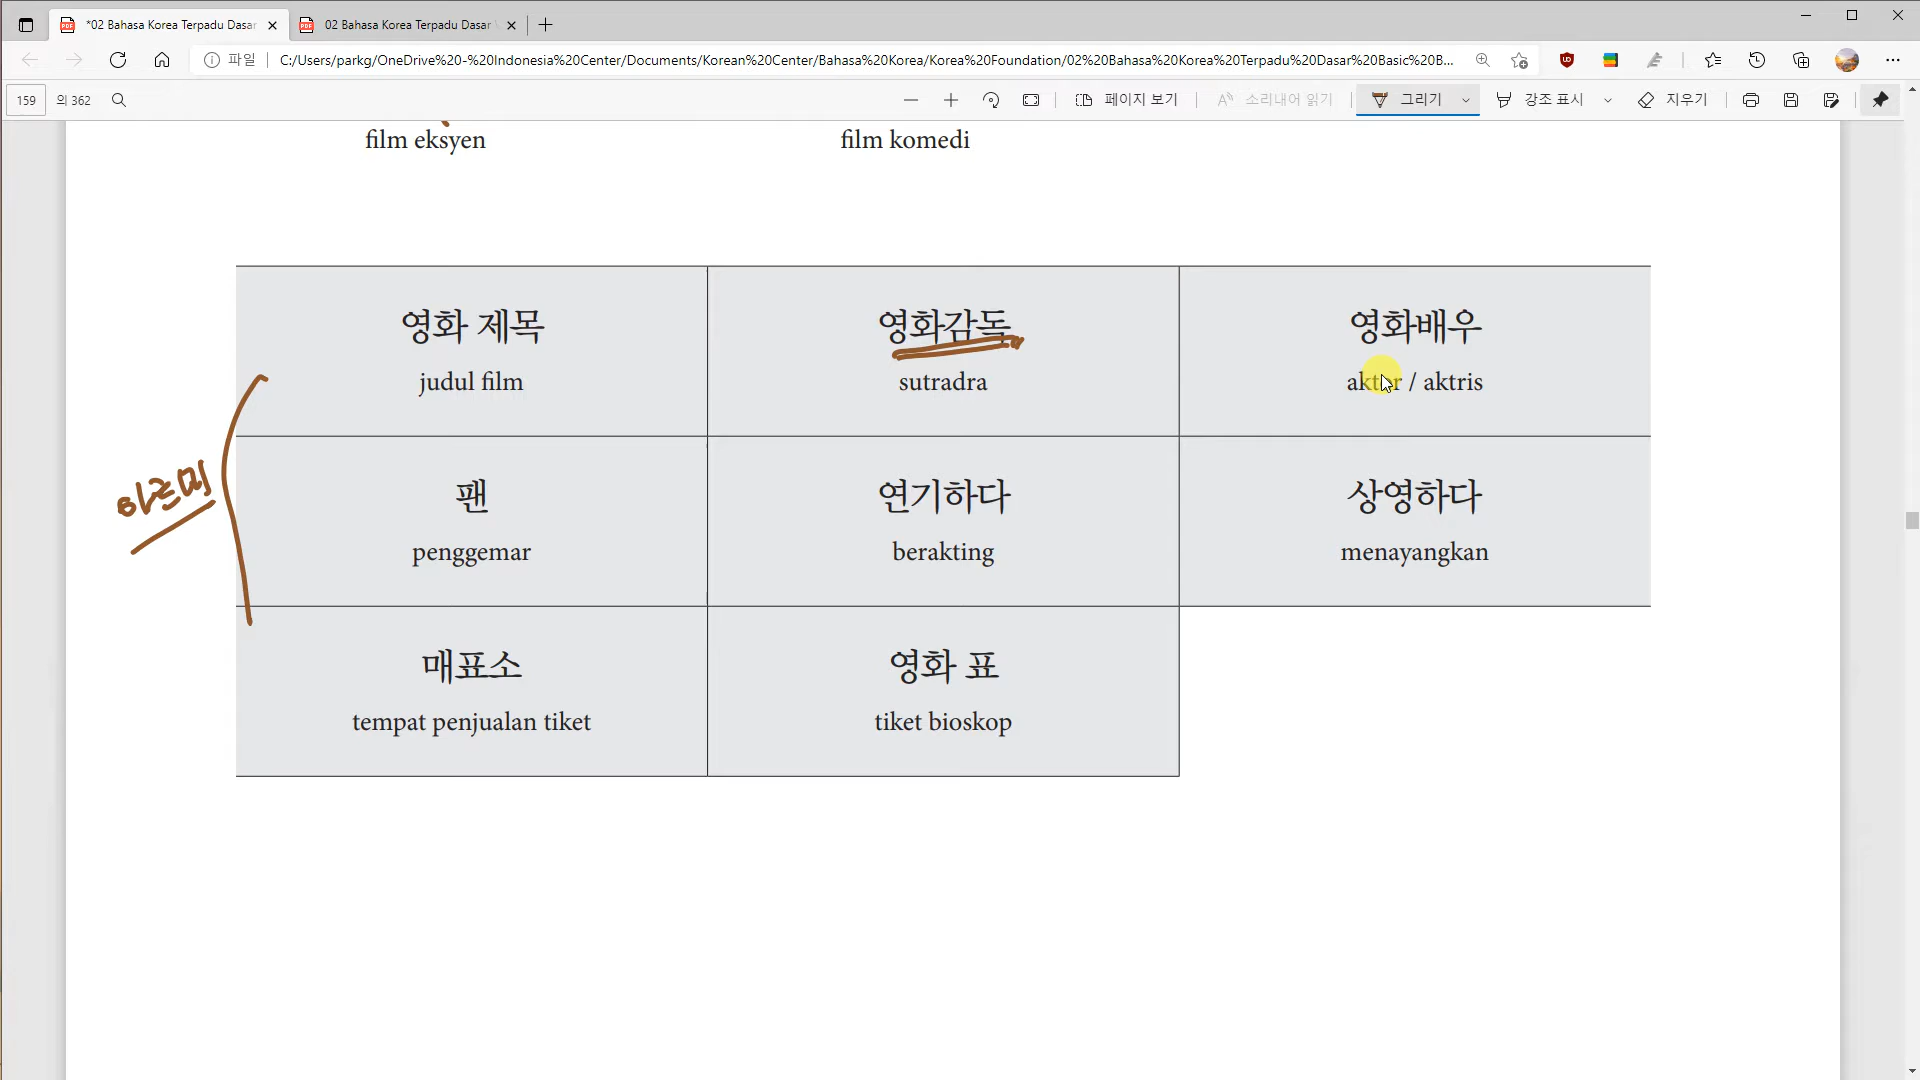 *02 Bahasa Korea Terpadu Dasar
02 Bahasa Korea Terpadu Dasar
파일
C:/Users/parkg/OneDrive%20-%20Indonesia%20Center/Documents/Korean%20Center/Bahasa%20Korea/Korea%20Foundation/02%20Bahasa%20Korea%20Terpadu%20Dasar%20Basic%20B...
159 의 362
페이지 보기
소리내어 읽기
그리기
강조 표시
지우기
film eksyen
film komedi
영화 제목
judul film
영화감독
sutradra
영화배우
aktor / aktris
팬
penggemar
연기하다
berakting
상영하다
menayangkan
매표소
tempat penjualan tiket
영화 표
tiket bioskop